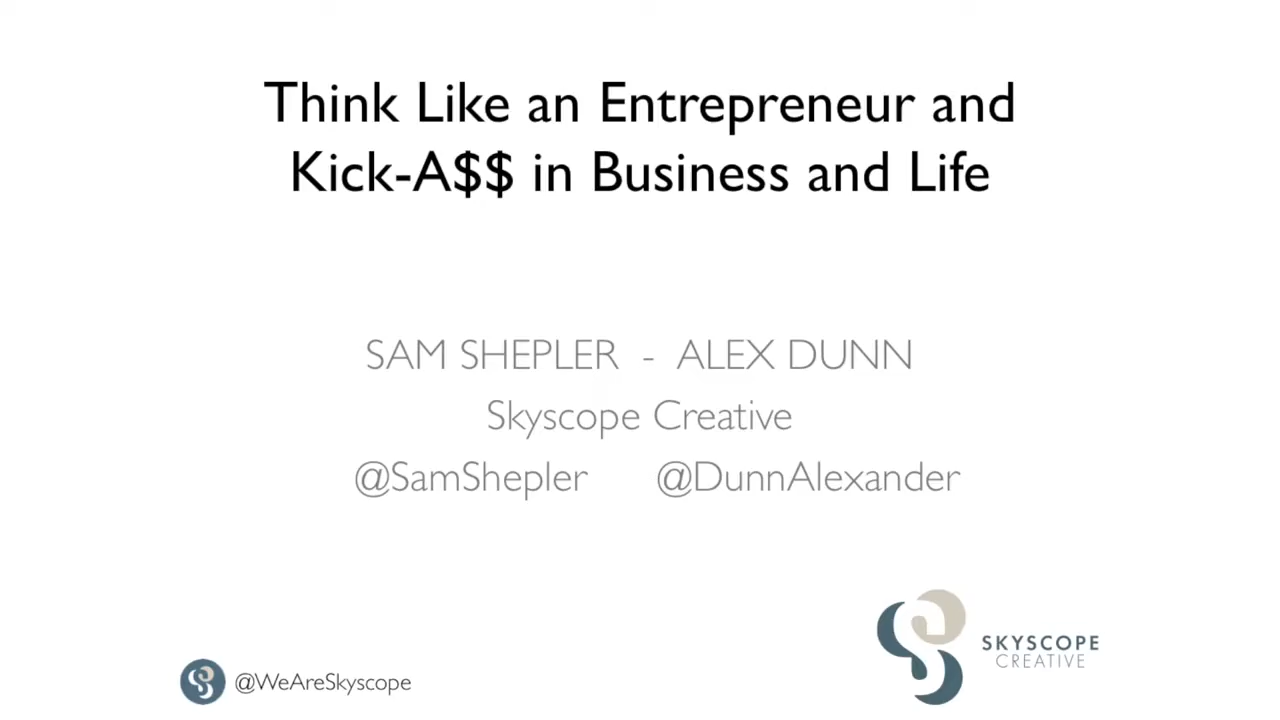 Think Like an Entrepreneur and
Kick-A$$ in Business and Life
SAM SHEPLER - ALEX DUNN
Skyscope Creative
@SamShepler @DunnAlexander
@WeAreSkyscope
SKYSCOPE
CREATIVE